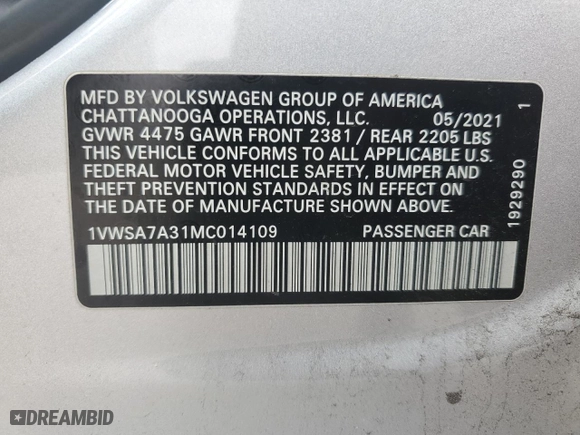 MFD BY VOLKSWAGEN GROUP OF AMERICA
CHATTANOOGA OPERATIONS, LLC. 05/2021
GVWR 4475 GAWR FRONT 2381 / REAR 2205 LBS
THIS VEHICLE CONFORMS TO ALL APPLICABLE U.S.
FEDERAL MOTOR VEHICLE SAFETY, BUMPER AND
THEFT PREVENTION STANDARDS IN EFFECT ON
THE DATE OF MANUFACTURE SHOWN ABOVE.
1VWSA7A31MC014109 PASSENGER CAR
1929290 1
DREAMBID